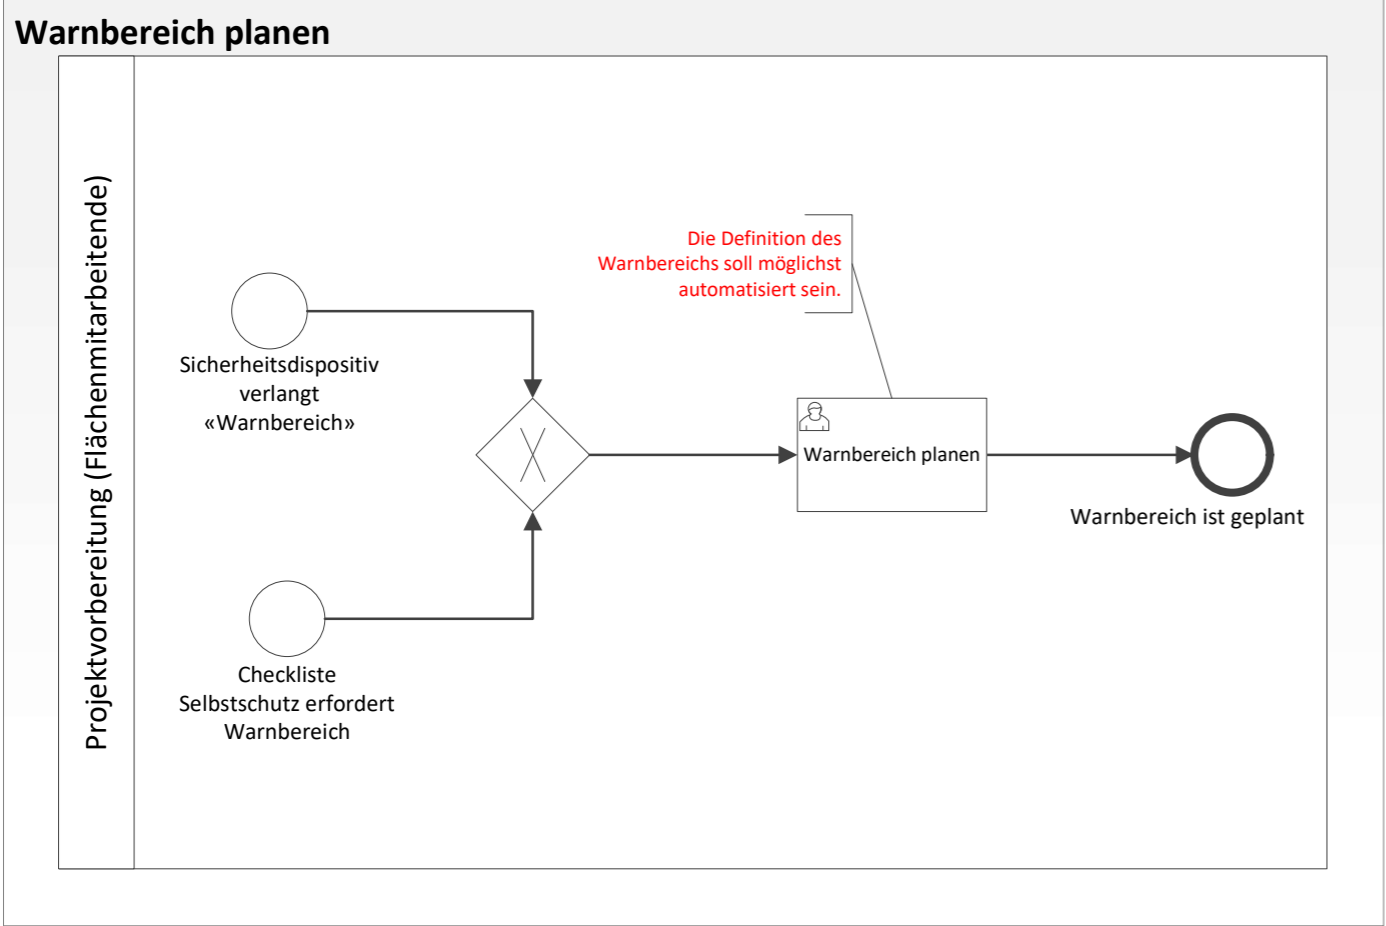 Warnbereich planen
Projektvorbereitung (Flächenmitarbeitende)
Die Definition des
Warnbereichs soll möglichst
automatisiert sein.
Sicherheitsdispositiv
verlangt
«Warnbereich»
Warnbereich planen
Warnbereich ist geplant
Checkliste
Selbstschutz erfordert
Warnbereich